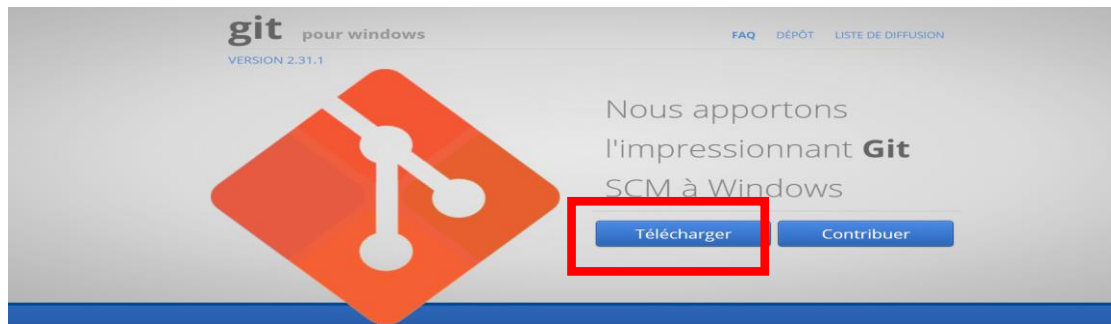 git pour windows
FAQ DÉPÔT LISTE DE DIFFUSION
VERSION 2.31.1
Nous apportons
l'impressionnant Git
SCM à Windows
Télécharger
Contribuer